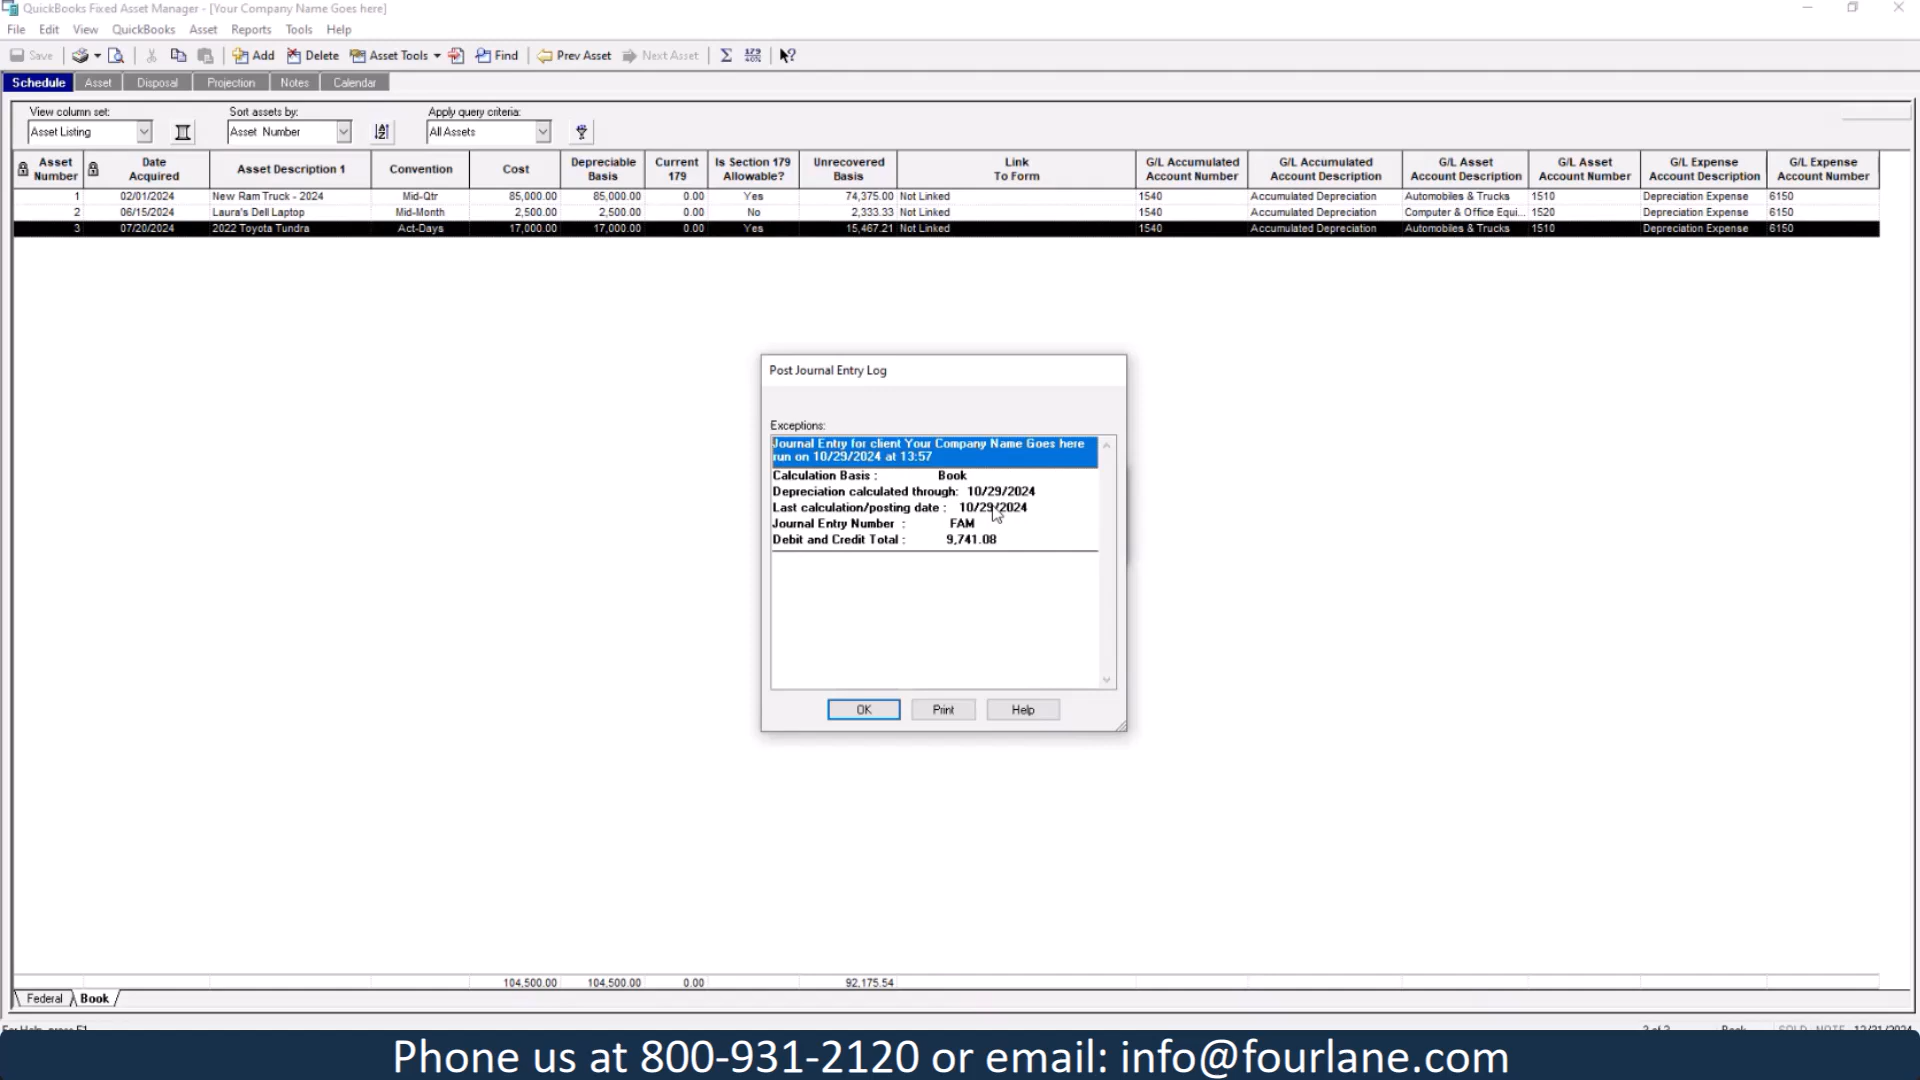 QuickBooks Fixed Asset Manager - [Your Company Name Goes here]
File Edit View QuickBooks Asset Reports Tools Help
Save Add Delete Asset Tools Find Prev Asset Next Asset
Schedule Asset Disposal Projection Notes Calendar
View column set: Sort assets by: Apply query criteria:
Asset Listing Asset Number All Assets
Asset Number Date Acquired Asset Description 1 Convention Cost Depreciable Basis Current 179 Is Section 179 Allowable? Unrecovered Basis Link To Form G/L Accumulated Account Number G/L Accumulated Account Description G/L Asset Account Description G/L Asset Account Number G/L Expense Account Description G/L Expense Account Number
1 02/01/2024 New Ram Truck - 2024 Mid-Qtr 85,000.00 85,000.00 0.00 Yes 74,375.00 Not Linked 1540 Accumulated Depreciation Automobiles & Trucks 1510 Depreciation Expense 6150
2 06/15/2024 Laura's Dell Laptop Mid-Month 2,500.00 2,500.00 0.00 No 2,333.33 Not Linked 1540 Accumulated Depreciation Computer & Office Equi... 1520 Depreciation Expense 6150
3 07/20/2024 2022 Toyota Tundra Act-Days 17,000.00 17,000.00 0.00 Yes 15,467.21 Not Linked 1540 Accumulated Depreciation Automobiles & Trucks 1510 Depreciation Expense 6150
Post Journal Entry Log
Exceptions:
Journal Entry for client Your Company Name Goes here
run on 10/29/2024 at 13:57
Calculation Basis : Book
Depreciation calculated through: 10/29/2024
Last calculation/posting date : 10/29/2024
Journal Entry Number : FAM
Debit and Credit Total : 9,741.08
OK Print Help
104,500.00 104,500.00 0.00 92,175.54
Federal Book
Phone us at 800-931-2120 or email: info@fourlane.com